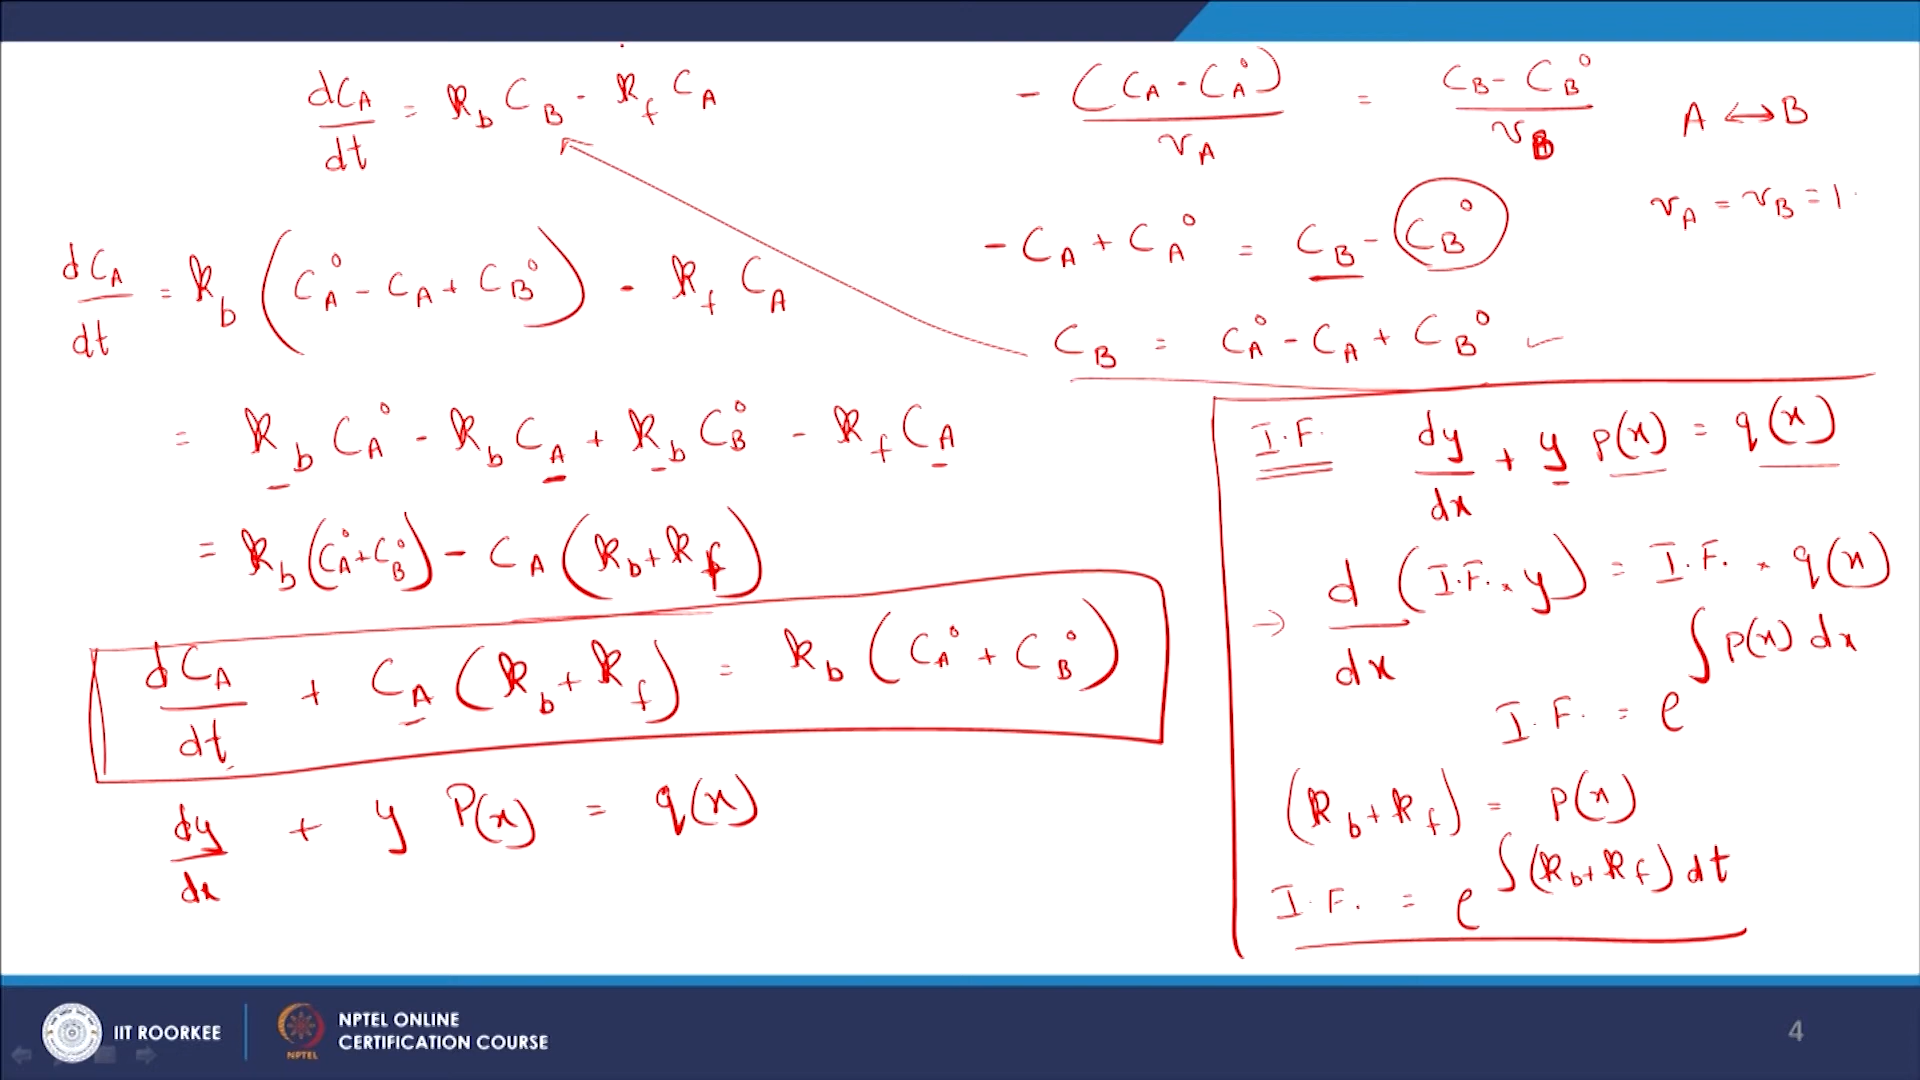 dC_A/dt = k_b C_B - k_f C_A
dC_A/dt = k_b (C_A° - C_A + C_B°) - k_f C_A
= k_b C_A° - k_b C_A + k_b C_B° - k_f C_A
= k_b (C_A° + C_B°) - C_A (k_b + k_f)
dC_A/dt + C_A (k_b + k_f) = k_b (C_A° + C_B°)
dy/dx + y P(x) = q(x)
- (C_A - C_A°)/ν_A = (C_B - C_B°)/ν_B
A ↔ B
ν_A = ν_B = 1.
- C_A + C_A° = C_B - C_B°
C_B = C_A° - C_A + C_B° ✓
I.F. dy/dx + y P(x) = q(x)
→ d/dx (I.F. × y) = I.F. × q(x)
I.F. = e^∫P(x) dx
(k_b + k_f) = P(x)
I.F. = e^∫(k_b + k_f) dt
IIT ROORKEE
NPTEL
NPTEL ONLINE
CERTIFICATION COURSE
4